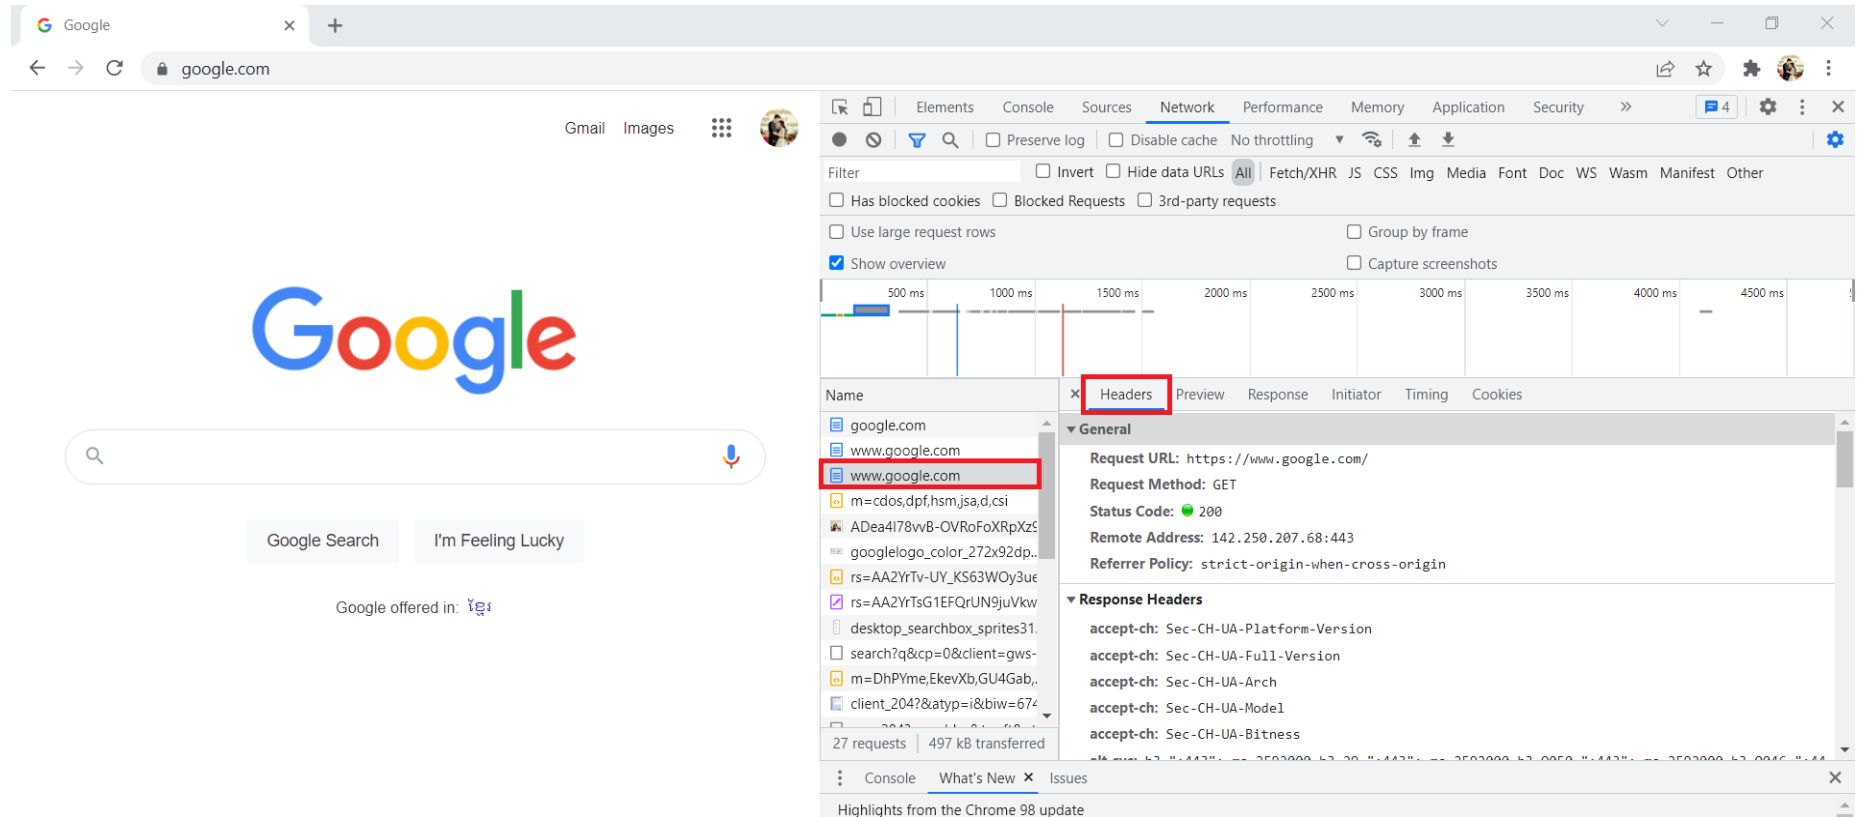 Google
google.com
Gmail Images
Google
Google Search I'm Feeling Lucky
Google offered in: ខ្មែរ
Elements Console Sources Network Performance Memory Application Security » 4
Preserve log Disable cache No throttling
Filter Invert Hide data URLs All Fetch/XHR JS CSS Img Media Font Doc WS Wasm Manifest Other
Has blocked cookies Blocked Requests 3rd-party requests
Use large request rows Group by frame
Show overview Capture screenshots
500 ms 1000 ms 1500 ms 2000 ms 2500 ms 3000 ms 3500 ms 4000 ms 4500 ms
Name
google.com
www.google.com
www.google.com
m=cdos,dpf,hsm,jsa,d,csi
ADea4I78vvB-OVRoFoXRpXz9
googlelogo_color_272x92dp...
rs=AA2YrTv-UY_KS63WOy3ue
rs=AA2YrTsG1EFQrUN9juVkw
desktop_searchbox_sprites31.
search?q&cp=0&client=gws-
m=DhPYme,EkevXb,GU4Gab,.
client_204?&atyp=i&biw=674
27 requests 497 kB transferred
Headers Preview Response Initiator Timing Cookies
General
Request URL: https://www.google.com/
Request Method: GET
Status Code: 200
Remote Address: 142.250.207.68:443
Referrer Policy: strict-origin-when-cross-origin
Response Headers
accept-ch: Sec-CH-UA-Platform-Version
accept-ch: Sec-CH-UA-Full-Version
accept-ch: Sec-CH-UA-Arch
accept-ch: Sec-CH-UA-Model
accept-ch: Sec-CH-UA-Bitness
Console What's New Issues
Highlights from the Chrome 98 update